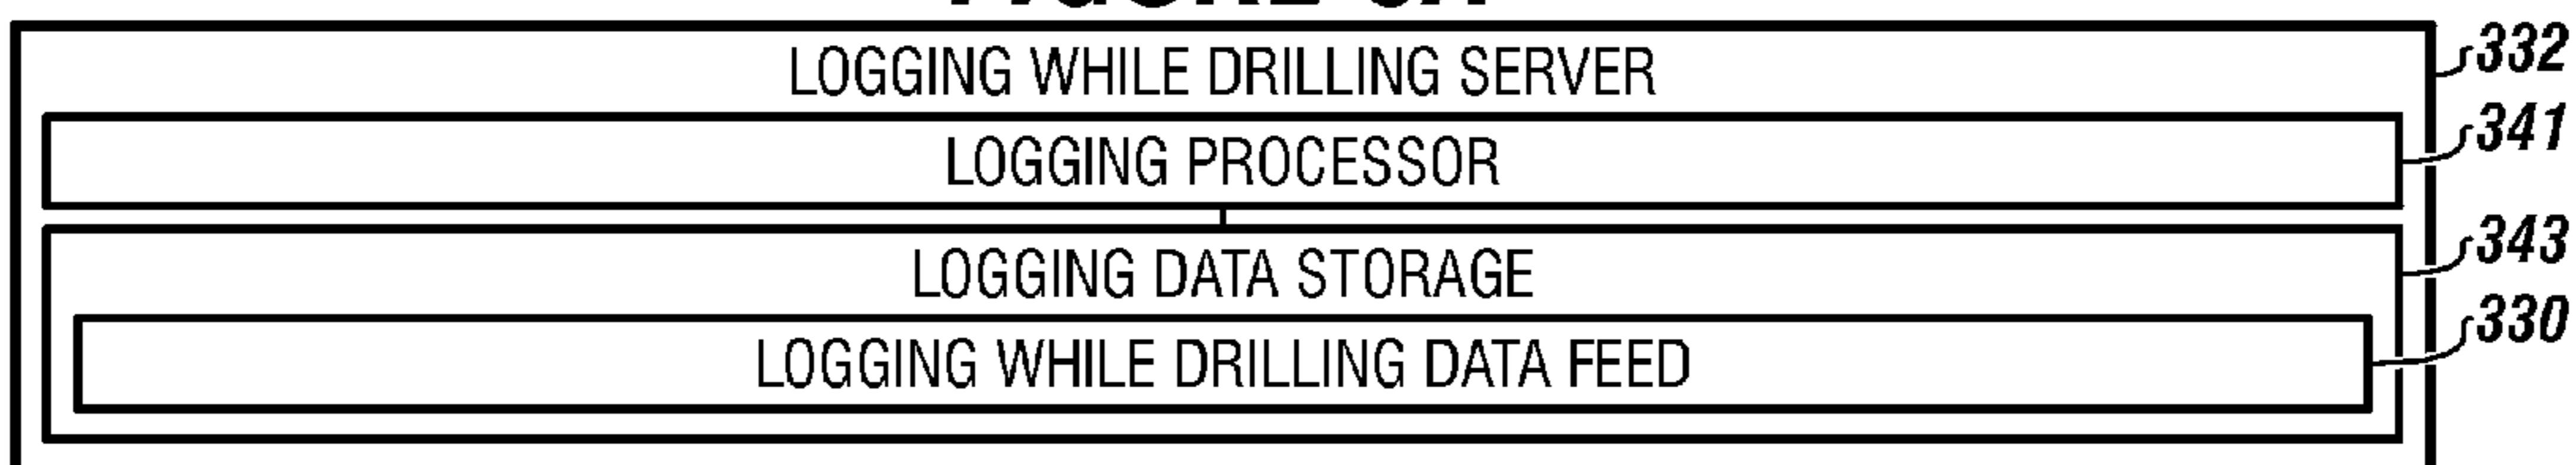 LOGGING WHILE DRILLING SERVER
332
LOGGING PROCESSOR
341
LOGGING DATA STORAGE
343
LOGGING WHILE DRILLING DATA FEED
330